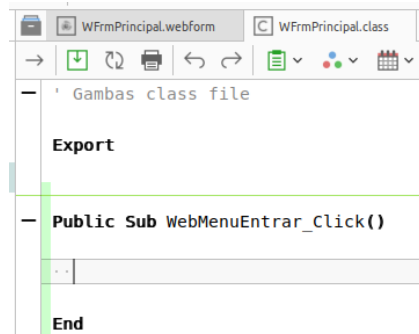 WFrmPrincipal.webform
C WFrmPrincipal.class
' Gambas class file
Export
Public Sub WebMenuEntrar_Click()
End